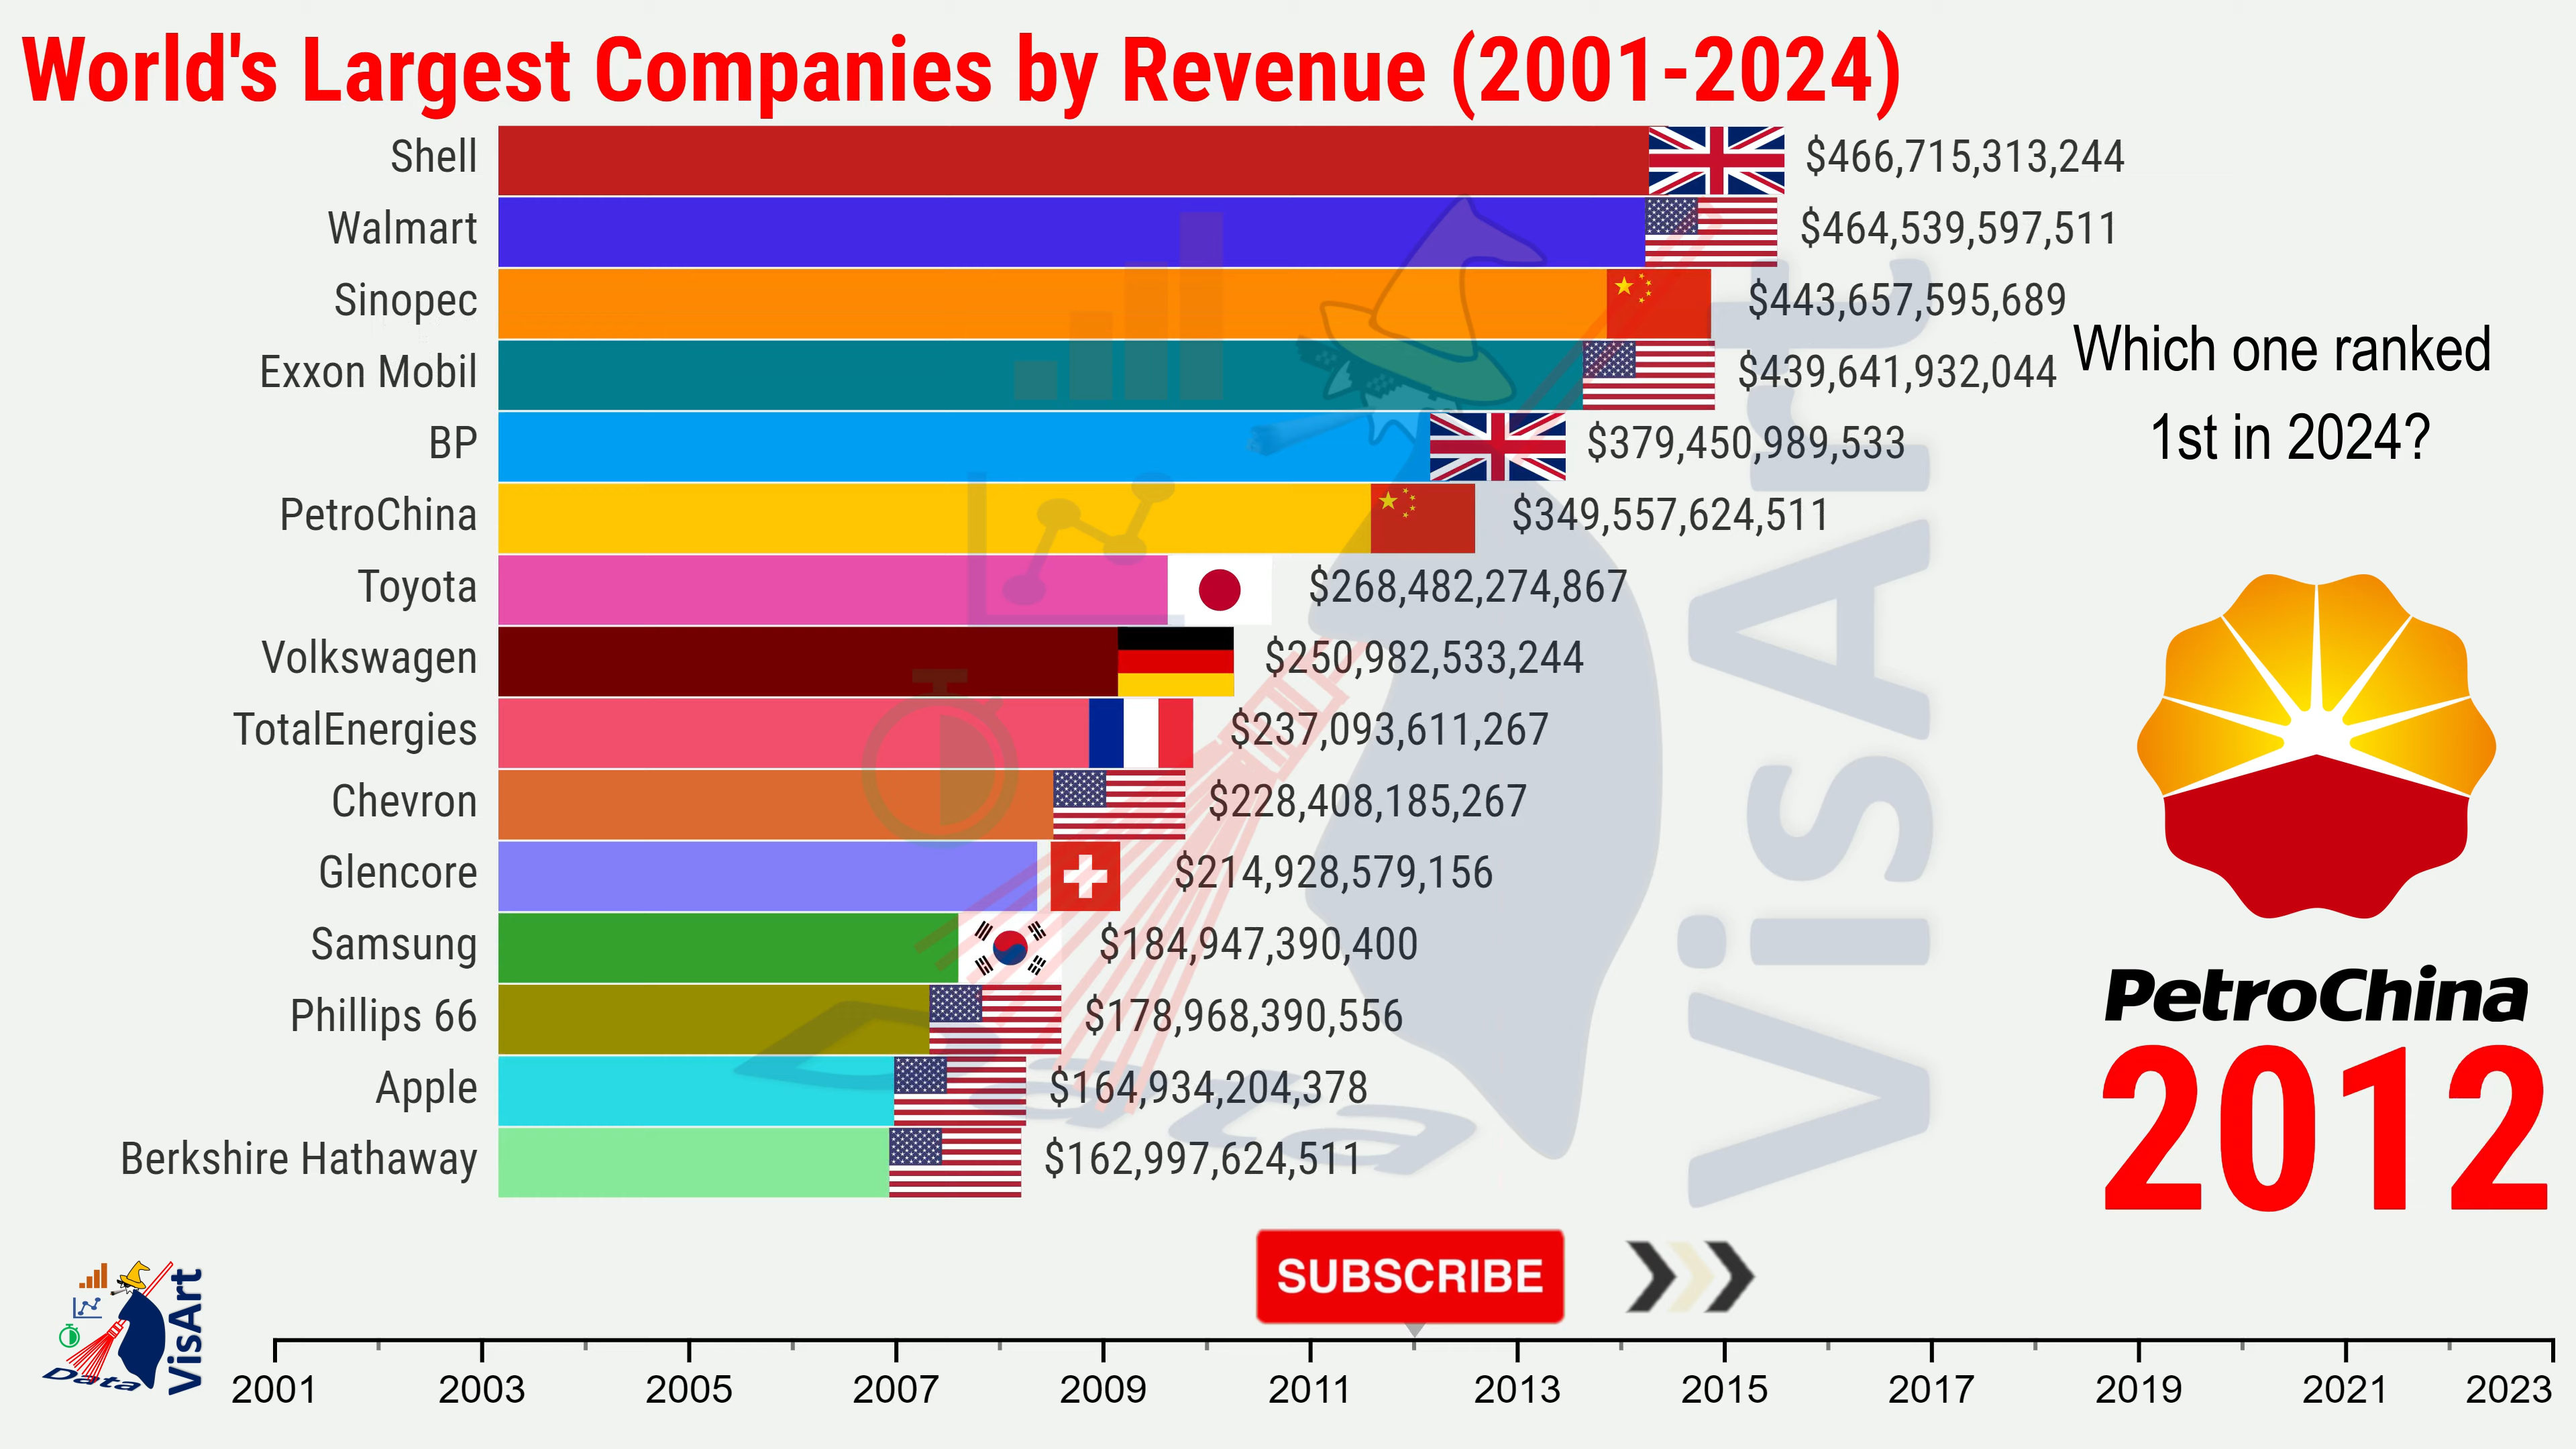 World's Largest Companies by Revenue (2001-2024)
Shell $466,715,313,244
Walmart $464,539,597,511
Sinopec $443,657,595,689
Exxon Mobil $439,641,932,044
BP $379,450,989,533
PetroChina $349,557,624,511
Toyota $268,482,274,867
Volkswagen $250,982,533,244
TotalEnergies $237,093,611,267
Chevron $228,408,185,267
Glencore $214,928,579,156
Samsung $184,947,390,400
Phillips 66 $178,968,390,556
Apple $164,934,204,378
Berkshire Hathaway $162,997,624,511
Which one ranked
1st in 2024?
PetroChina
2012
Data VisArt
SUBSCRIBE
Data VisArt
2001 2003 2005 2007 2009 2011 2013 2015 2017 2019 2021 2023